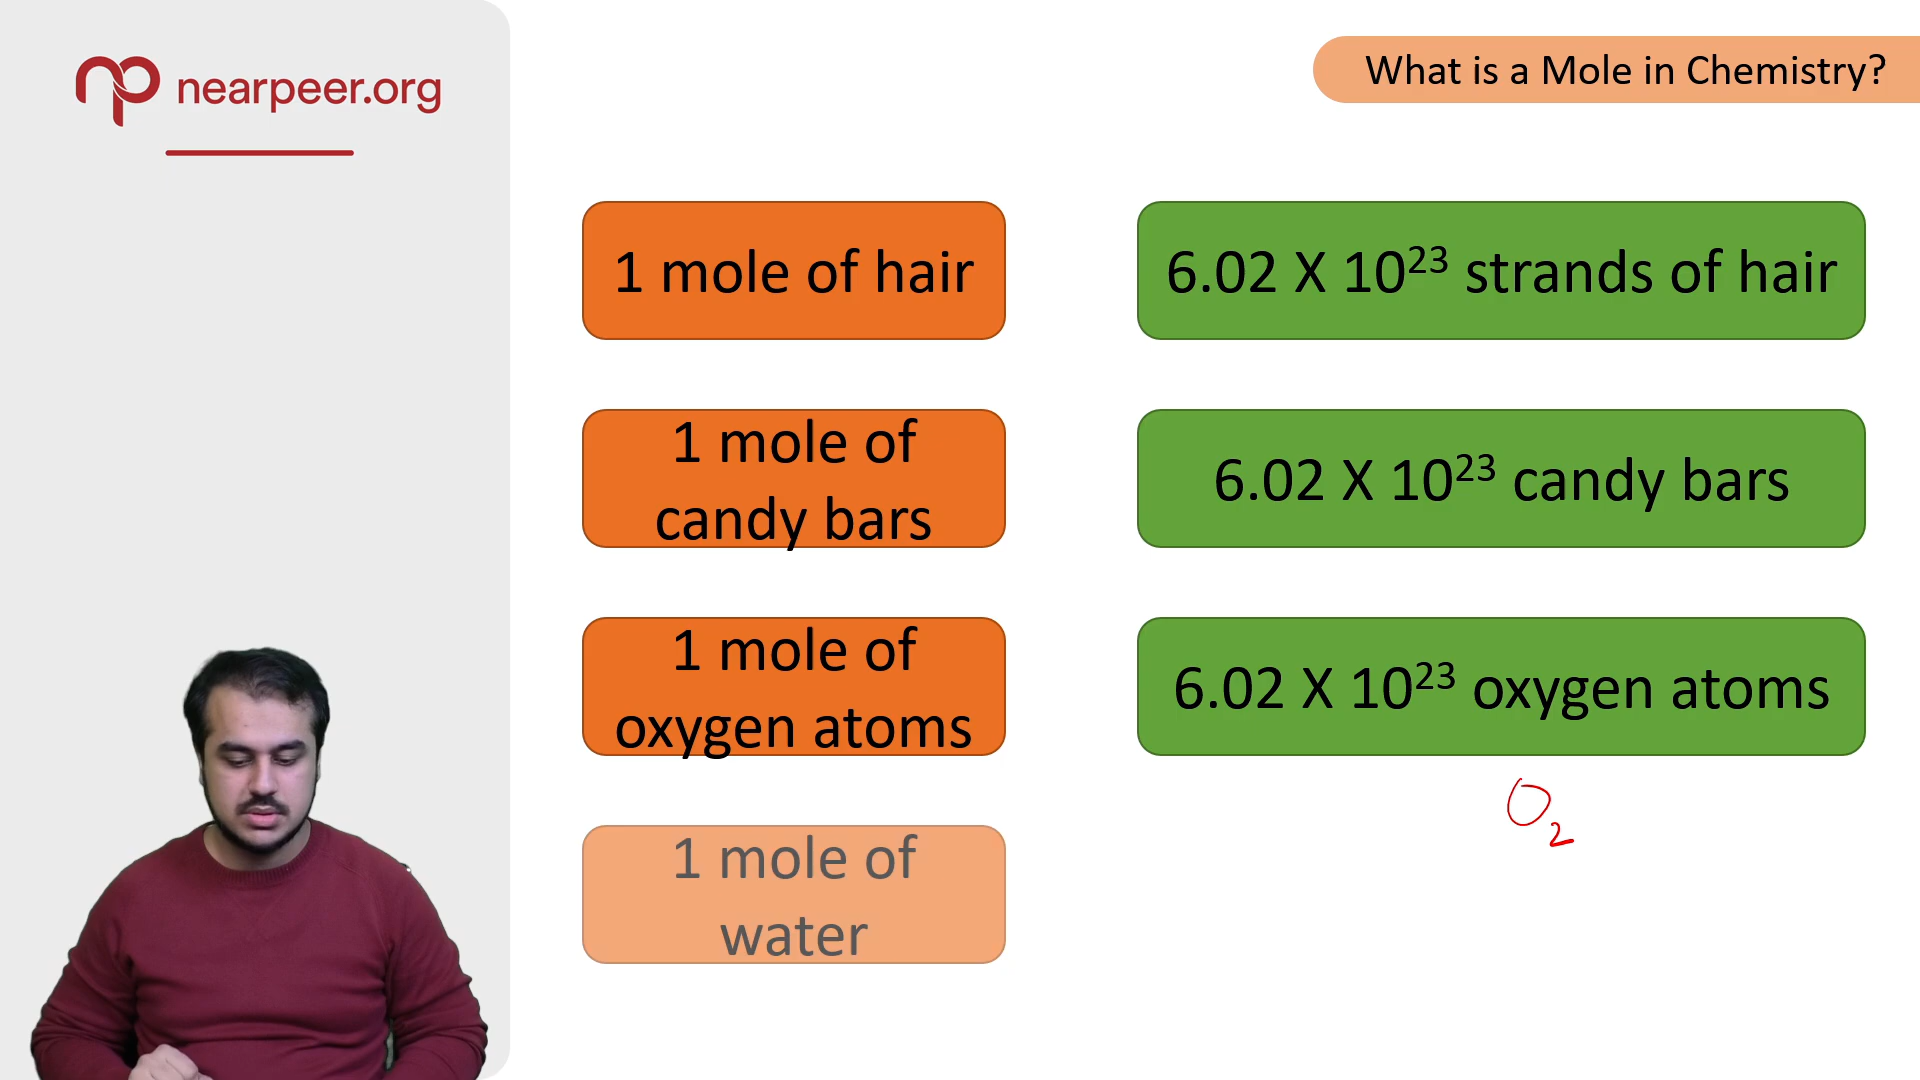 nearpeer.org
What is a Mole in Chemistry?
1 mole of hair
6.02 X 10²³ strands of hair
1 mole of
candy bars
6.02 X 10²³ candy bars
1 mole of
oxygen atoms
6.02 X 10²³ oxygen atoms
O₂
1 mole of
water